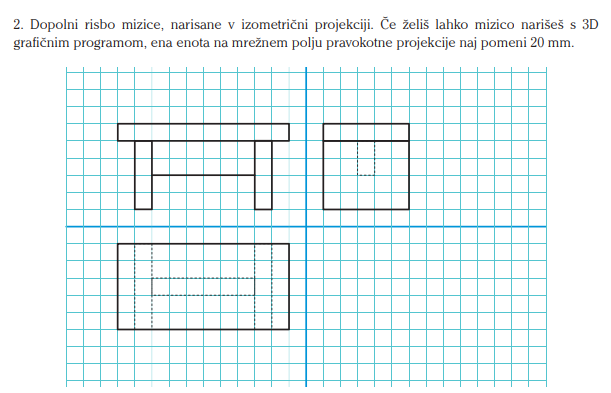 2. Dopolni risbo mizice, narisane v izometrični projekciji. Če želiš lahko mizico narišeš s 3D
grafičnim programom, ena enota na mrežnem polju pravokotne projekcije naj pomeni 20 mm.